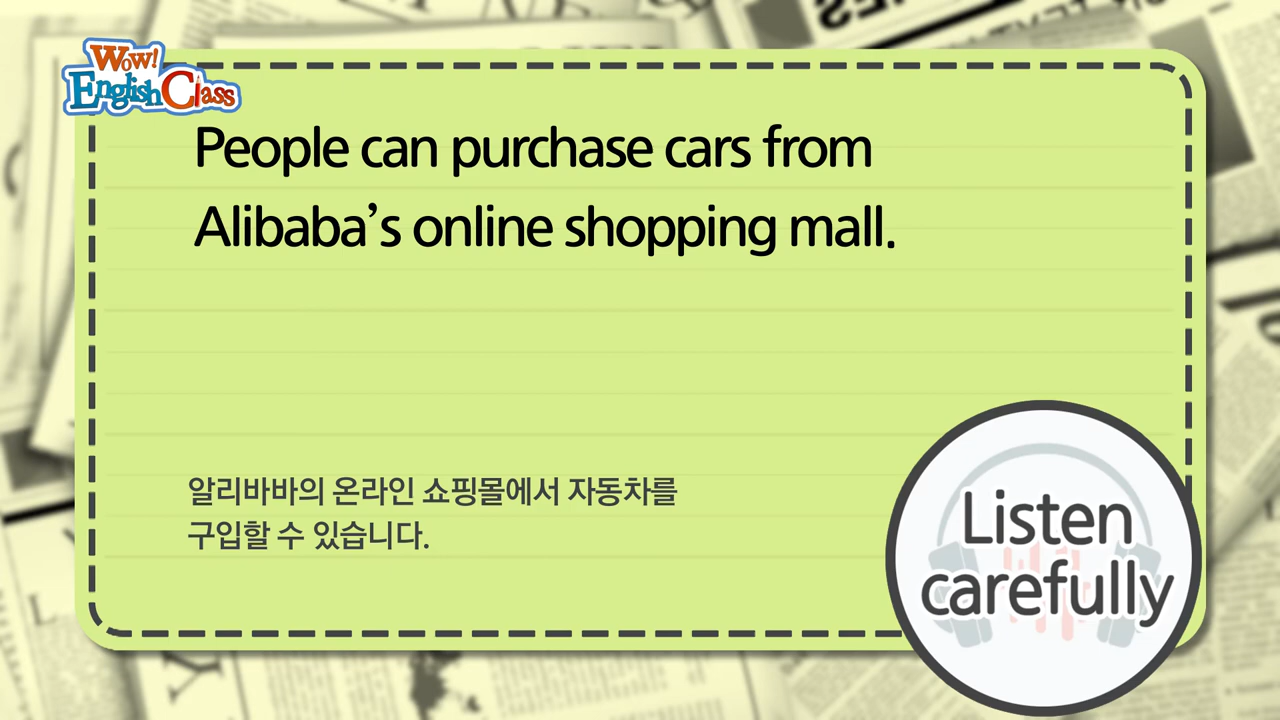 Wow!
English Class
People can purchase cars from
Alibaba's online shopping mall.
알리바바의 온라인 쇼핑몰에서 자동차를
구입할 수 있습니다.
Listen
carefully